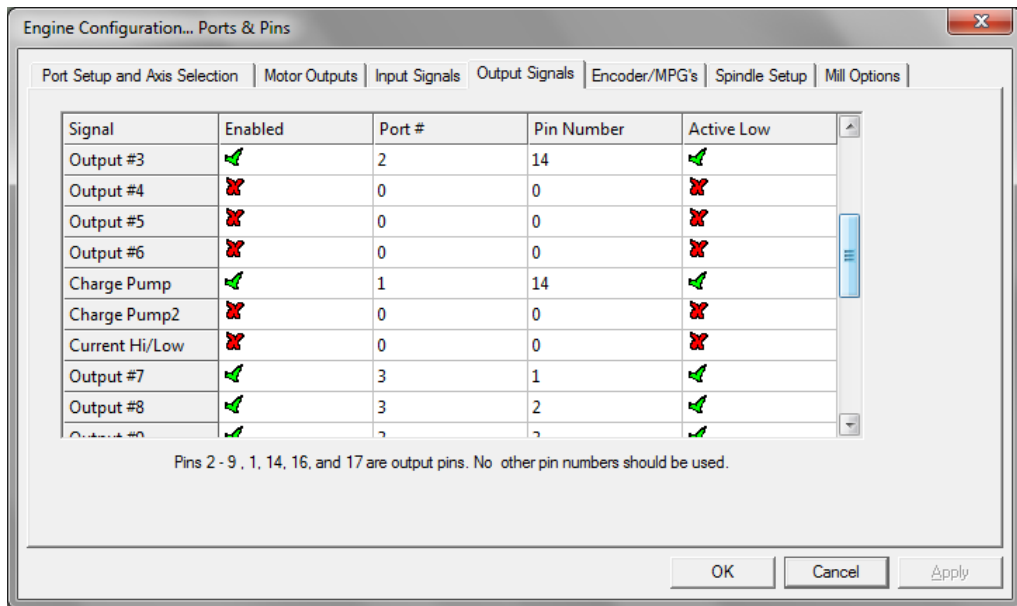 Engine Configuration... Ports & Pins
Port Setup and Axis Selection Motor Outputs Input Signals Output Signals Encoder/MPG's Spindle Setup Mill Options
Signal Enabled Port # Pin Number Active Low
Output #3 2 14
Output #4 0 0
Output #5 0 0
Output #6 0 0
Charge Pump 1 14
Charge Pump2 0 0
Current Hi/Low 0 0
Output #7 3 1
Output #8 3 2
Pins 2 - 9 , 1, 14, 16, and 17 are output pins. No other pin numbers should be used.
OK Cancel Apply